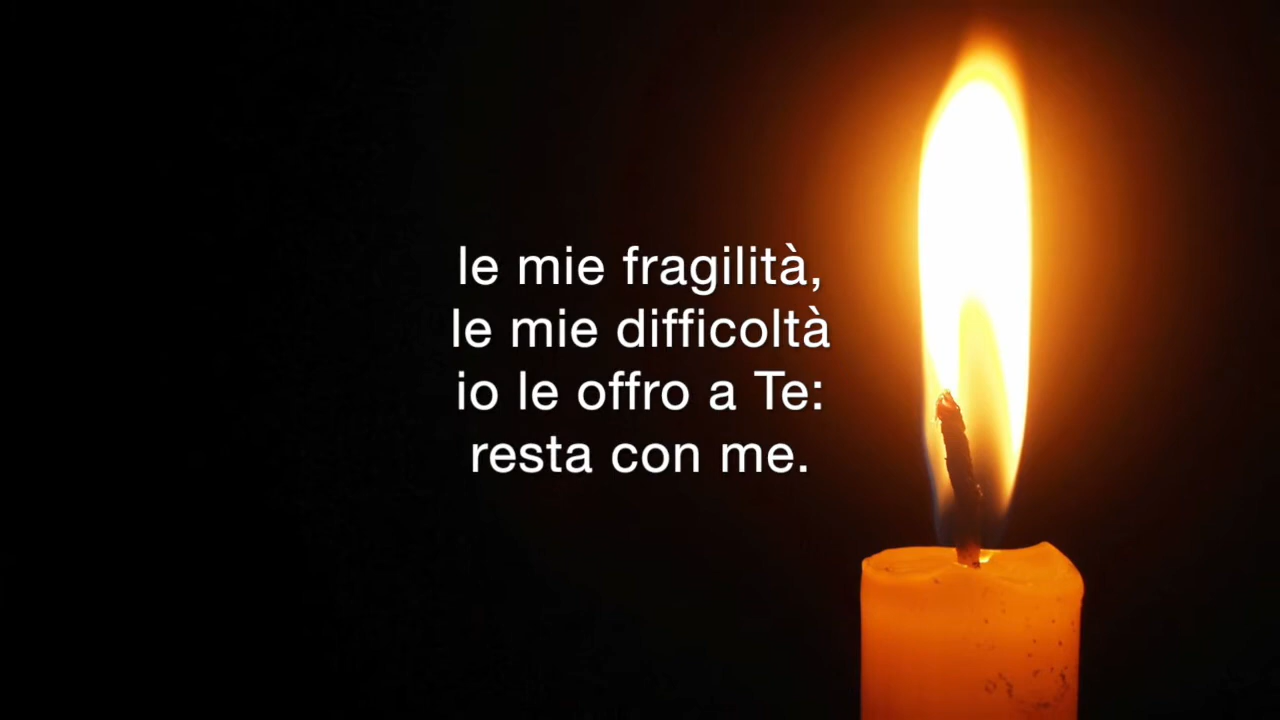 le mie fragilità,
le mie difficoltà
io le offro a Te:
resta con me.